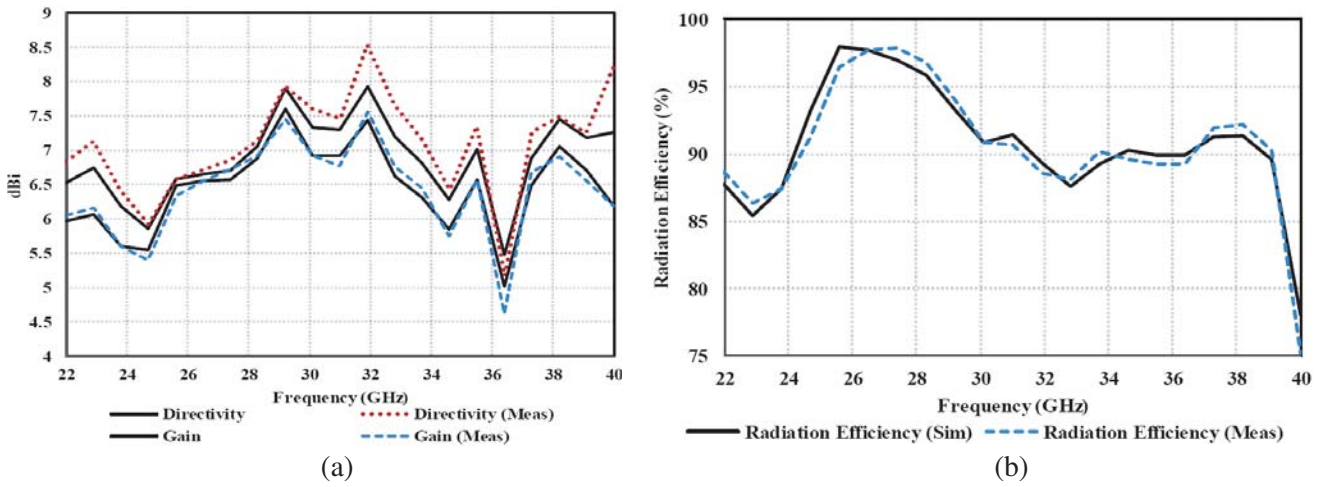 9
8.5
8
7.5
7
6.5
6
5.5
5
4.5
4
dBi
22 24 26 28 30 32 34 36 38 40
Frequency (GHz)
Directivity Directivity (Meas)
Gain Gain (Meas)
(a)
100
95
90
85
80
75
Radiation Efficiency (%)
22 24 26 28 30 32 34 36 38 40
Frequency (GHz)
Radiation Efficiency (Sim) Radiation Efficiency (Meas)
(b)